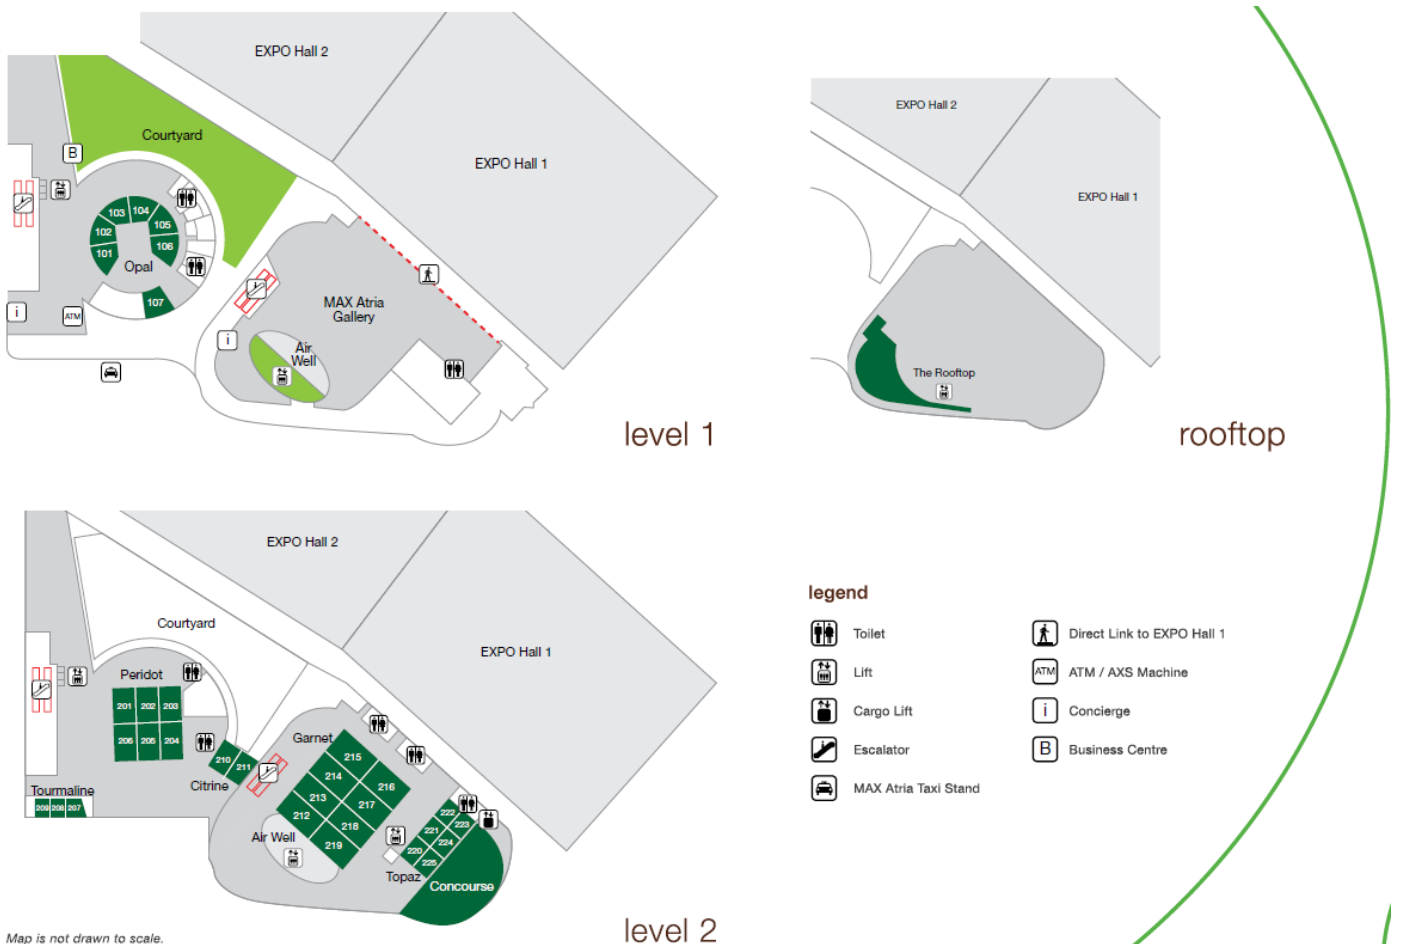 EXPO Hall 2
EXPO Hall 1
Courtyard
B
103
104
102
105
101
106
Opal
107
i
ATM
MAX Atria
Gallery
i
Air
Well
level 1
EXPO Hall 2
EXPO Hall 1
The Rooftop
rooftop
EXPO Hall 2
EXPO Hall 1
Courtyard
Peridot
201
202
203
206
205
204
210
211
Citrine
Tourmaline
209
208
207
Garnet
215
214
216
213
217
212
218
219
Air Well
222
223
221
224
220
225
Topaz
Concourse
level 2
legend
Toilet
Lift
Cargo Lift
Escalator
MAX Atria Taxi Stand
Direct Link to EXPO Hall 1
ATM ATM / AXS Machine
i Concierge
B Business Centre
Map is not drawn to scale.